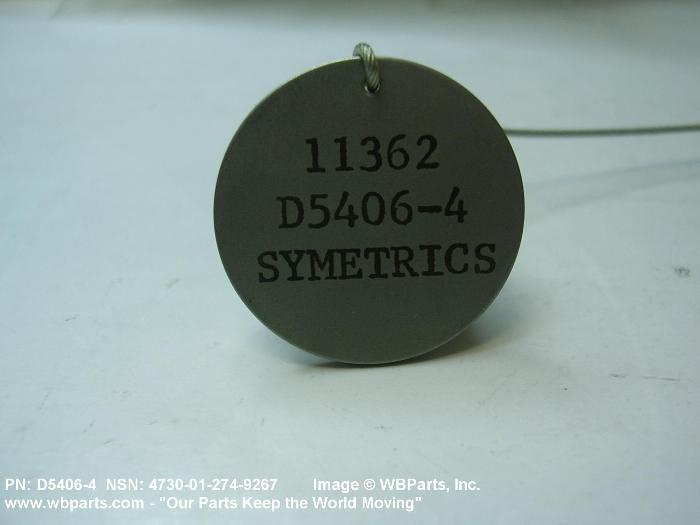 11362
D5406-4
SYMETRICS
PN: D5406-4 NSN: 4730-01-274-9267 Image © WBParts, Inc.
www.wbparts.com - "Our Parts Keep the World Moving"